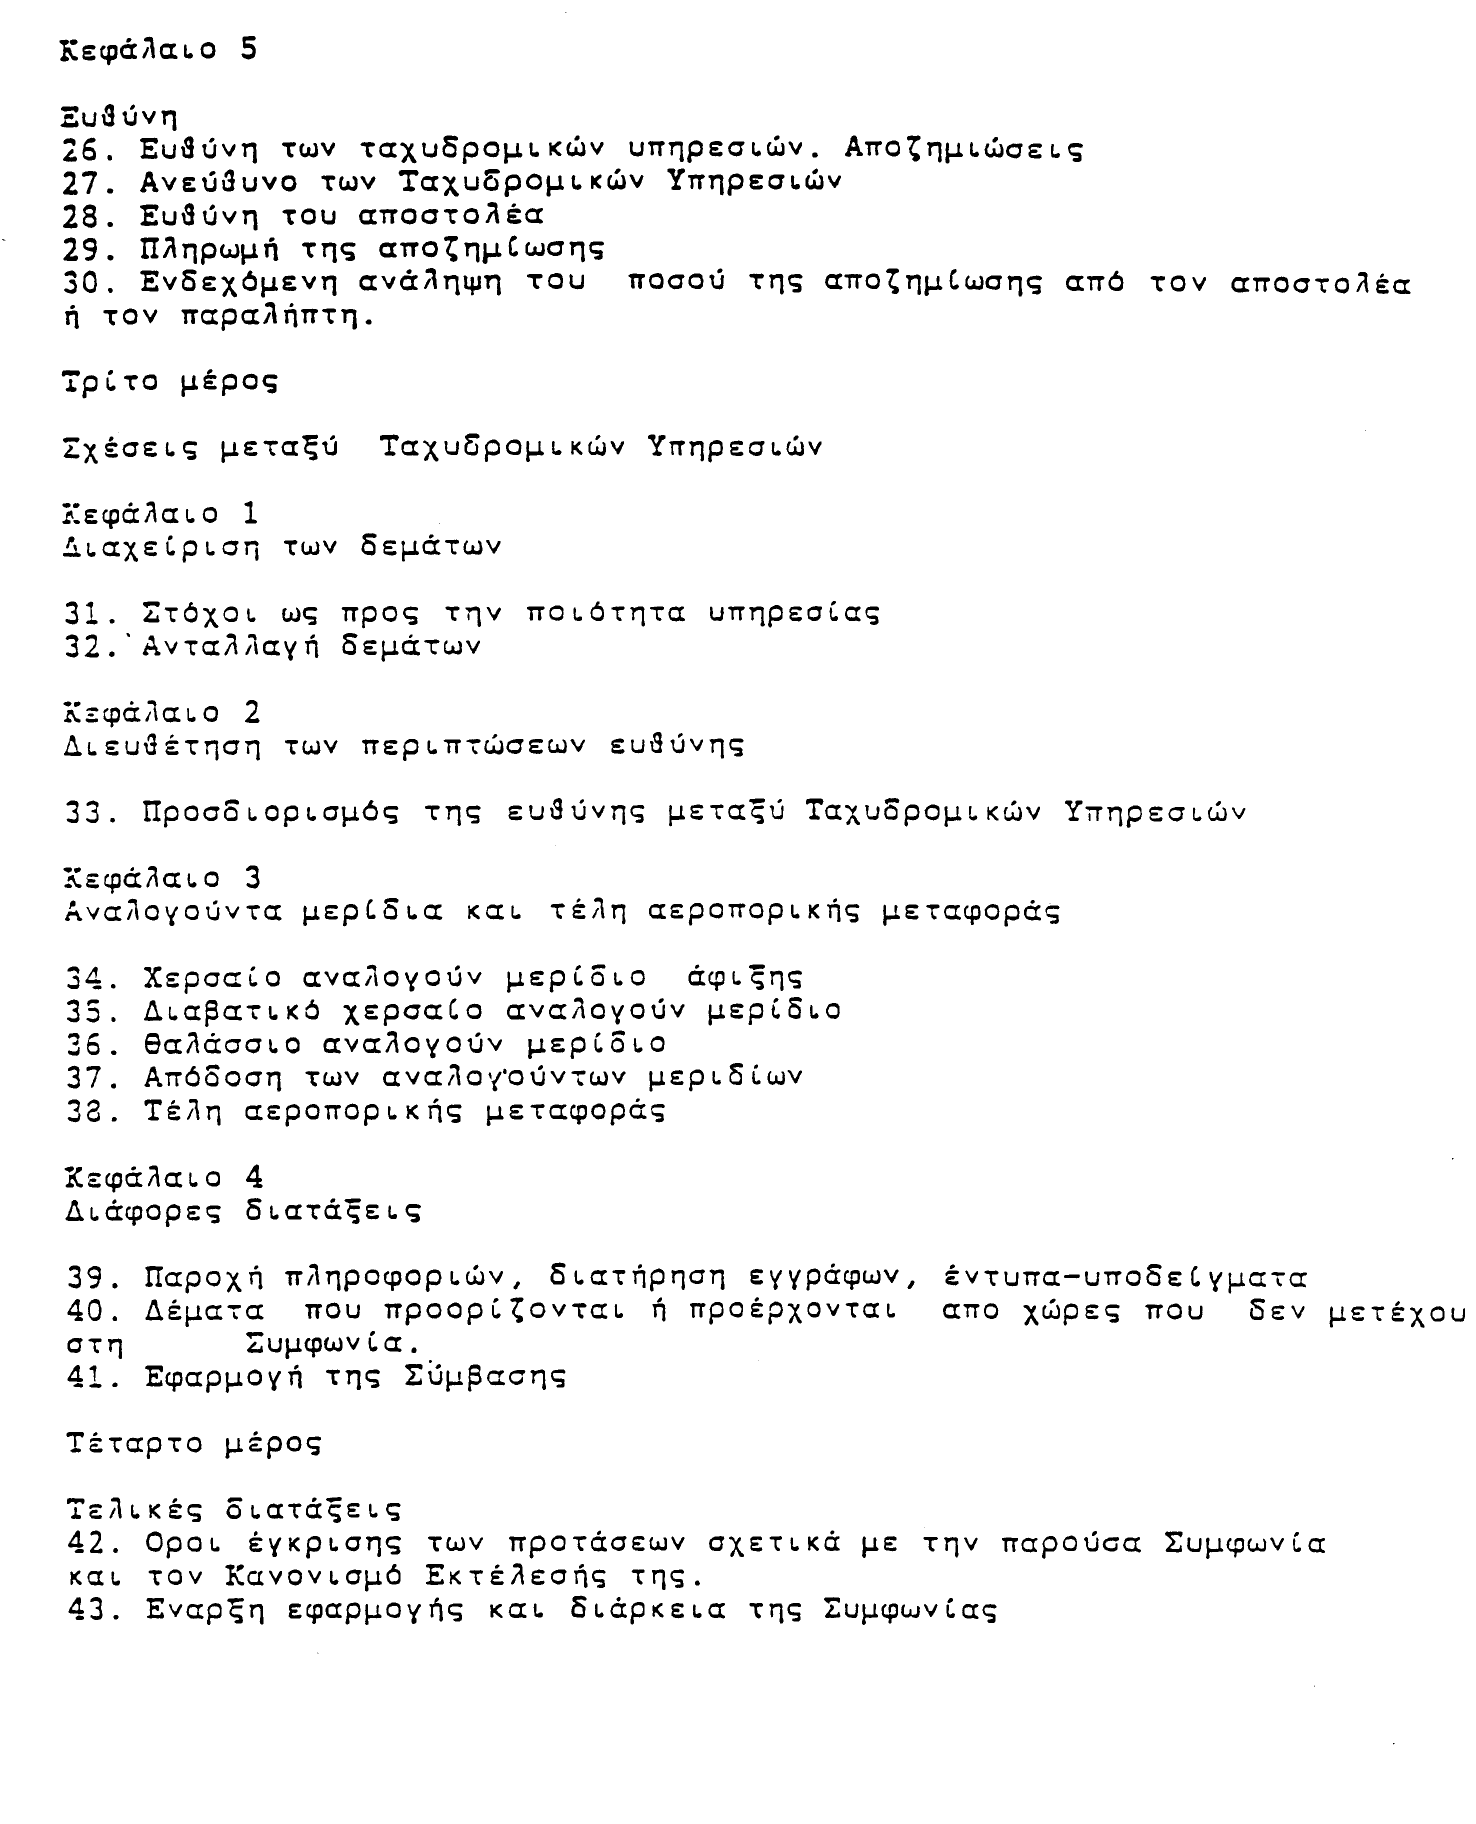 Κεφάλαιο 5
Ευθύνη
26. Ευθύνη των ταχυδρομικών υπηρεσιών. Αποζημιώσεις
27. Ανεύθυνο των Ταχυδρομικών Υπηρεσιών
28. Ευθύνη του αποστολέα
29. Πληρωμή της αποζημίωσης
30. Ενδεχόμενη ανάληψη του ποσού της αποζημίωσης από τον αποστολέα
ή τον παραλήπτη.
Τρίτο μέρος
Σχέσεις μεταξύ Ταχυδρομικών Υπηρεσιών
Κεφάλαιο 1
Διαχείριση των δεμάτων
31. Στόχοι ως προς την ποιότητα υπηρεσίας
32. Ανταλλαγή δεμάτων
Κεφάλαιο 2
Διευθέτηση των περιπτώσεων ευθύνης
33. Προσδιορισμός της ευθύνης μεταξύ Ταχυδρομικών Υπηρεσιών
Κεφάλαιο 3
Αναλογούντα μερίδια και τέλη αεροπορικής μεταφοράς
34. Χερσαίο αναλογούν μερίδιο άφιξης
35. Διαβατικό χερσαίο αναλογούν μερίδιο
36. Θαλάσσιο αναλογούν μερίδιο
37. Απόδοση των αναλογούντων μεριδίων
38. Τέλη αεροπορικής μεταφοράς
Κεφάλαιο 4
Διάφορες διατάξεις
39. Παροχή πληροφοριών, διατήρηση εγγράφων, έντυπα-υποδείγματα
40. Δέματα που προορίζονται ή προέρχονται απο χώρες που δεν μετέχου
στη Συμφωνία.
41. Εφαρμογή της Σύμβασης
Τέταρτο μέρος
Τελικές διατάξεις
42. Οροι έγκρισης των προτάσεων σχετικά με την παρούσα Συμφωνία
και τον Κανονισμό Εκτέλεσής της.
43. Εναρξη εφαρμογής και διάρκεια της Συμφωνίας